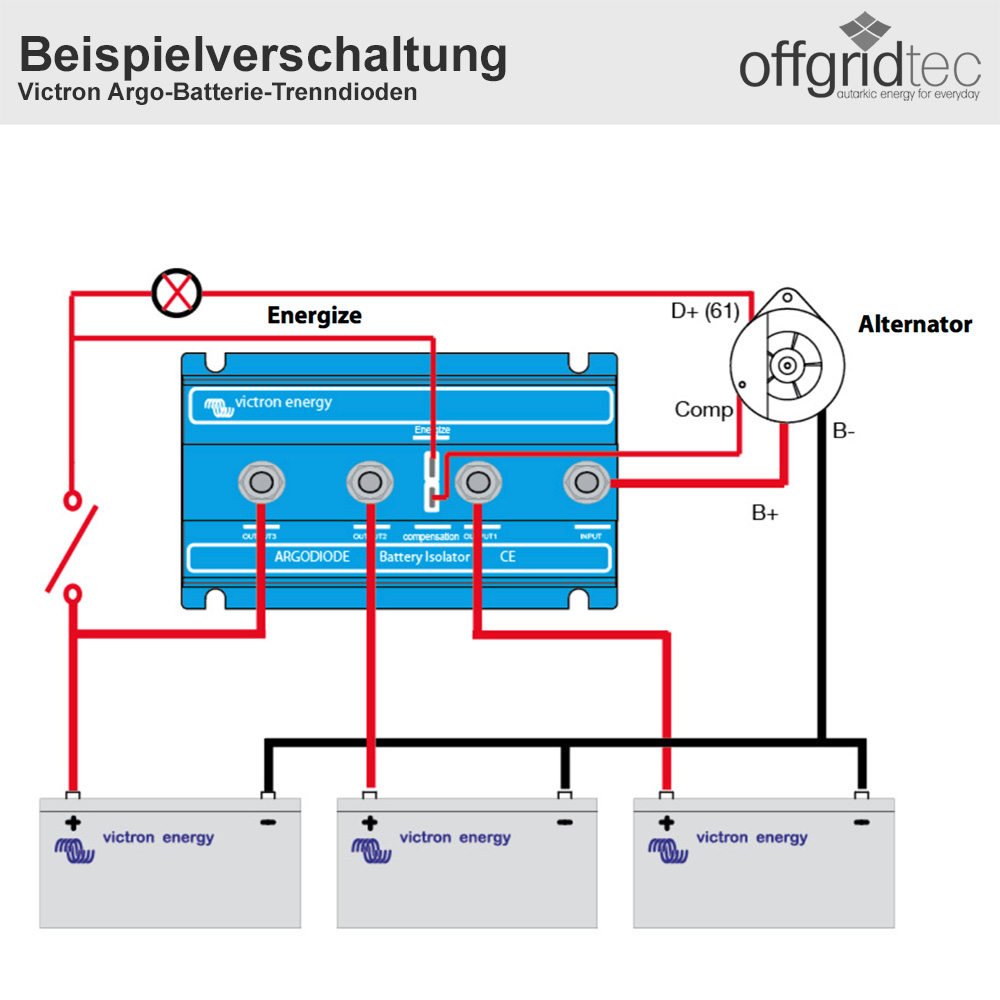 Beispielverschaltung
Victron Argo-Batterie-Trenndioden
offgridtec
autarkic energy for everyday
Energize
D+ (61)
Alternator
victron energy
Energize
Comp
B-
B+
OUTPUT3
OUTPUT2
compensation
OUTPUT1
INPUT
ARGODIODE
Battery Isolator
CE
+
-
victron energy
+
-
victron energy
+
-
victron energy